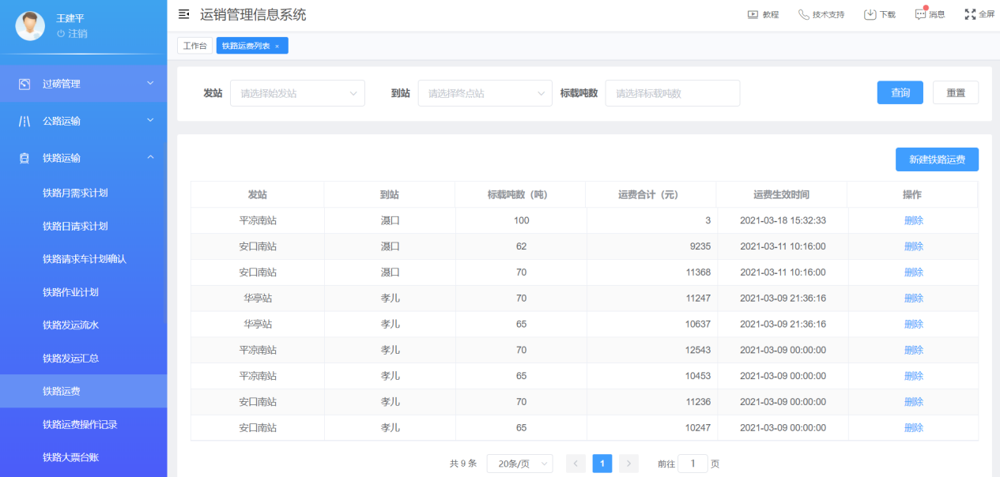 王建平
注销
过磅管理
公路运输
铁路运输
铁路月需求计划
铁路日请求计划
铁路请求车计划确认
铁路作业计划
铁路发运流水
铁路发运汇总
铁路运费
铁路运费操作记录
铁路大票台账
运销管理信息系统
教程 技术支持 下载 消息 全屏
工作台 铁路运费列表 ×
发站 请选择始发站 到站 请选择终点站 标载吨数 请选择标载吨数 查询 重置
新建铁路运费
发站 到站 标载吨数（吨） 运费合计（元） 运费生效时间 操作
平凉南站 滠口 100 3 2021-03-18 15:32:33 删除
安口南站 滠口 62 9235 2021-03-11 10:16:00 删除
安口南站 滠口 70 11368 2021-03-11 10:16:00 删除
华亭站 孝儿 70 11247 2021-03-09 21:36:16 删除
华亭站 孝儿 65 10637 2021-03-09 21:36:16 删除
平凉南站 孝儿 70 12543 2021-03-09 00:00:00 删除
平凉南站 孝儿 65 10453 2021-03-09 00:00:00 删除
安口南站 孝儿 70 11236 2021-03-09 00:00:00 删除
安口南站 孝儿 65 10247 2021-03-09 00:00:00 删除
共 9 条 20条/页 1 前往 1 页